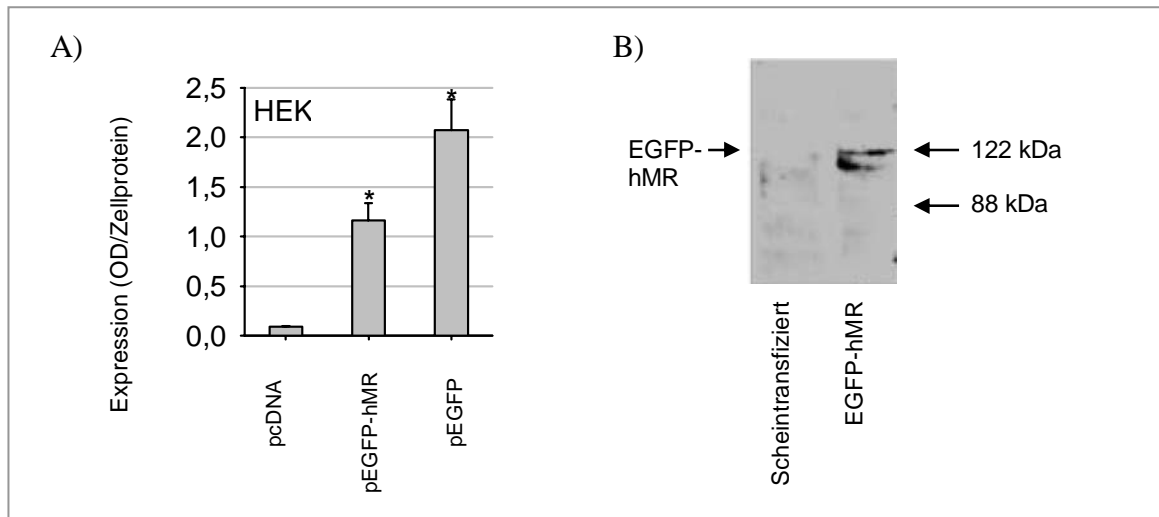 A)
HEK
Expression (OD/Zellprotein)
2,5
2,0
1,5
1,0
0,5
0,0
*
*
pcDNA
pEGFP-hMR
pEGFP
B)
EGFP-
hMR
122 kDa
88 kDa
Scheintransfiziert
EGFP-hMR